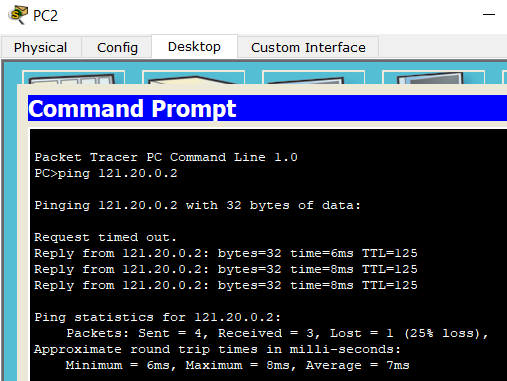 PC2
Physical Config Desktop Custom Interface
Command Prompt
Packet Tracer PC Command Line 1.0
PC>ping 121.20.0.2
Pinging 121.20.0.2 with 32 bytes of data:
Request timed out.
Reply from 121.20.0.2: bytes=32 time=6ms TTL=125
Reply from 121.20.0.2: bytes=32 time=8ms TTL=125
Reply from 121.20.0.2: bytes=32 time=8ms TTL=125
Ping statistics for 121.20.0.2:
Packets: Sent = 4, Received = 3, Lost = 1 (25% loss),
Approximate round trip times in milli-seconds:
Minimum = 6ms, Maximum = 8ms, Average = 7ms